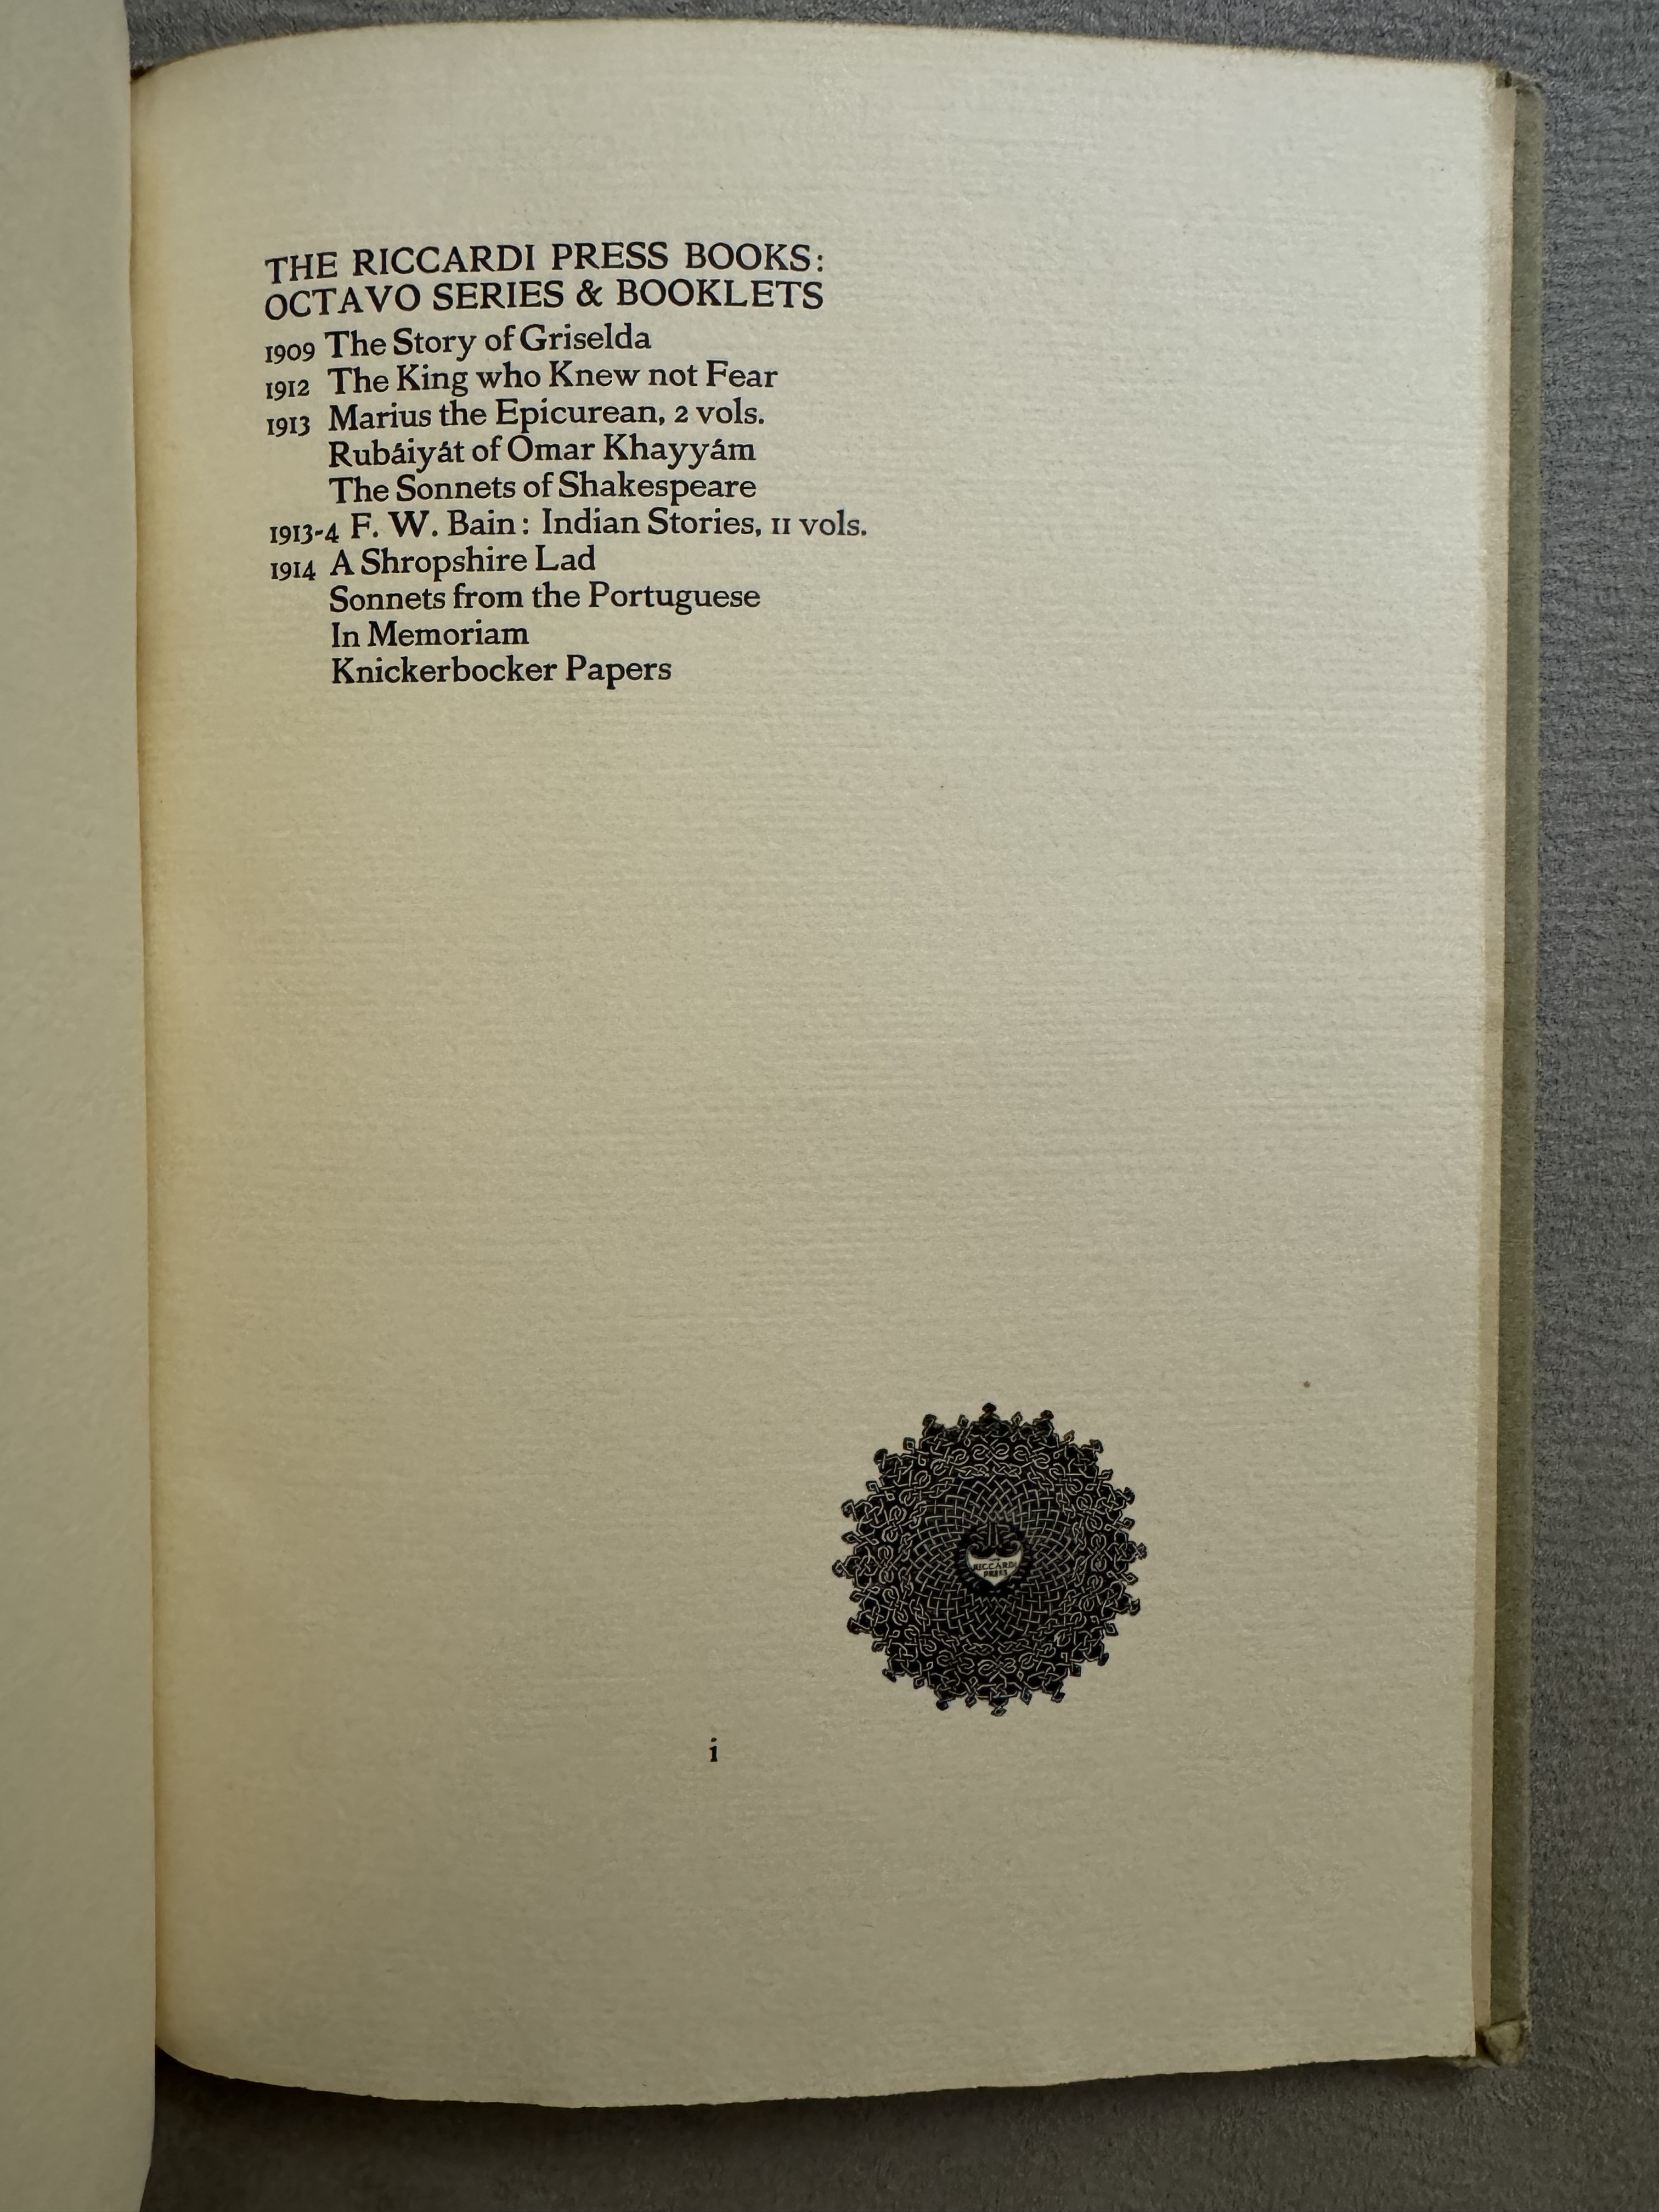 THE RICCARDI PRESS BOOKS:
OCTAVO SERIES & BOOKLETS
1909 The Story of Griselda
1912 The King who Knew not Fear
1913 Marius the Epicurean, 2 vols.
Rubáiyát of Omar Khayyám
The Sonnets of Shakespeare
1913-4 F. W. Bain: Indian Stories, 11 vols.
1914 A Shropshire Lad
Sonnets from the Portuguese
In Memoriam
Knickerbocker Papers
RICCARDI
PRESS
i